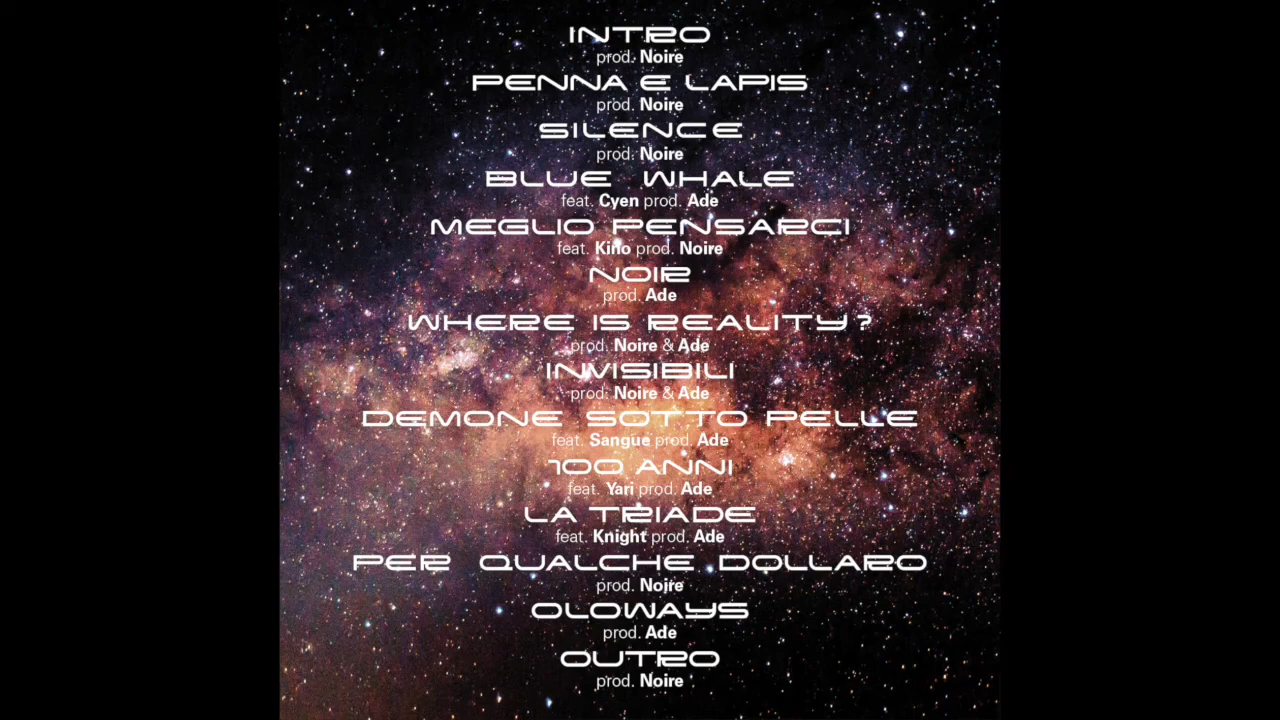 INTRO
prod. Noire
PENNA E LAPIS
prod. Noire
SILENCE
prod. Noire
BLUE WHALE
feat. Cyen prod. Ade
MEGLIO PENSARCI
feat. Kino prod. Noire
NOIR
prod. Ade
WHERE IS REALITY?
prod. Noire & Ade
INVISIBILI
prod. Noire & Ade
DEMONE SOTTO PELLE
feat. Sangue prod. Ade
100 ANNI
feat. Yari prod. Ade
LA TRIADE
feat. Knight prod. Ade
PER QUALCHE DOLLARO
prod. Noire
OLOWAYS
prod. Ade
OUTRO
prod. Noire